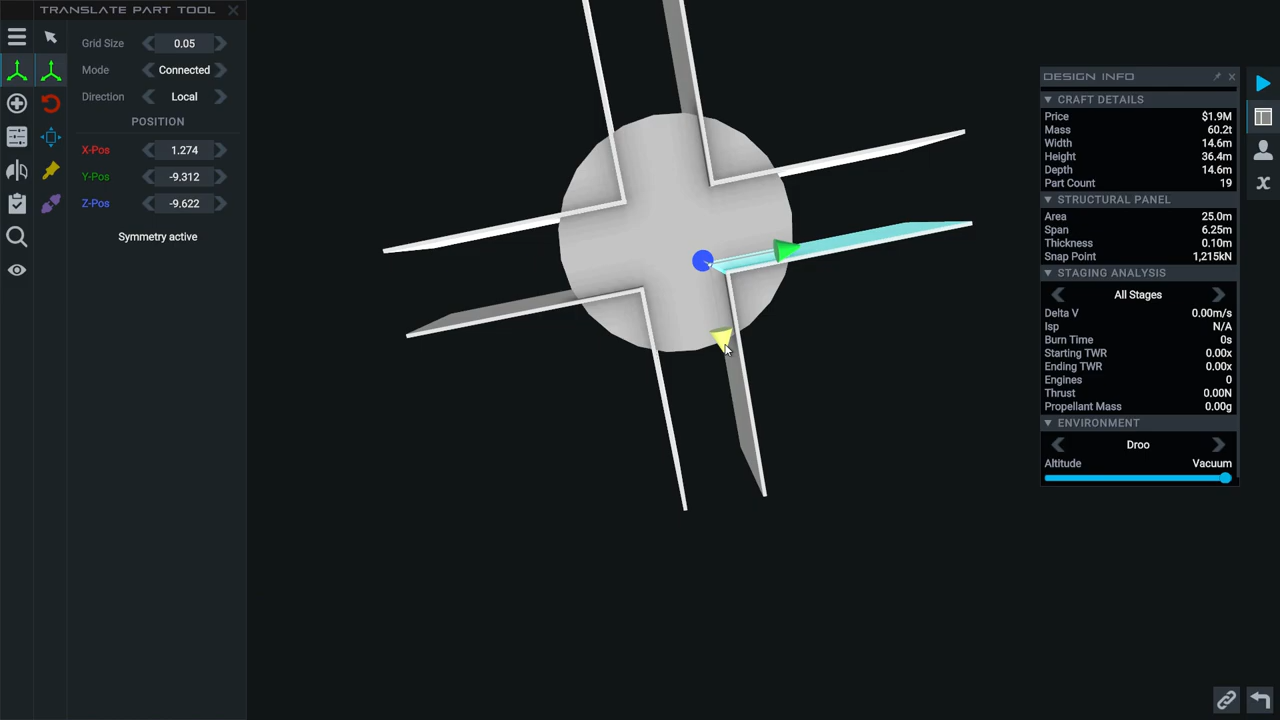 TRANSLATE PART TOOL
Grid Size 0.05
Mode Connected
Direction Local
POSITION
X-Pos 1.274
Y-Pos -9.312
Z-Pos -9.622
Symmetry active
DESIGN INFO
CRAFT DETAILS
Price $1.9M
Mass 60.2t
Width 14.6m
Height 36.4m
Depth 14.6m
Part Count 19
STRUCTURAL PANEL
Area 25.0m
Span 6.25m
Thickness 0.10m
Snap Point 1,215kN
STAGING ANALYSIS
All Stages
Delta V 0.00m/s
Isp N/A
Burn Time 0s
Starting TWR 0.00x
Ending TWR 0.00x
Engines 0
Thrust 0.00N
Propellant Mass 0.00g
ENVIRONMENT
Droo
Altitude Vacuum